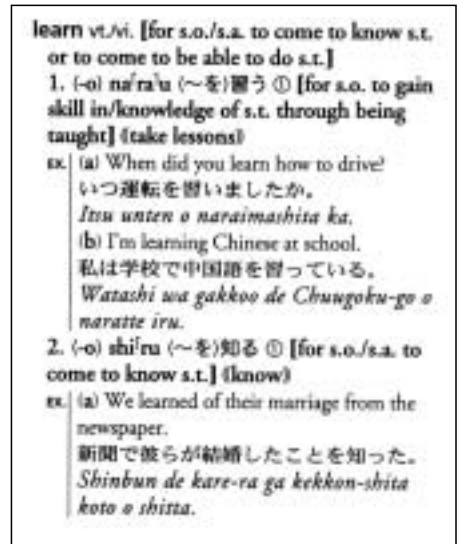 learn vt./vi. [for s.o./s.a. to come to know s.t.
or to come to be able to do s.t.]
1. (-o) na⌈ra⌉u (〜を)習う ① [for s.o. to gain
skill in/knowledge of s.t. through being
taught] 《take lessons》
EX. (a) When did you learn how to drive?
いつ運転を習いましたか。
Itsu unten o naraimashita ka.
(b) I'm learning Chinese at school.
私は学校で中国語を習っている。
Watashi wa gakkoo de Chuugoku-go o
naratte iru.
2. (-o) shi⌈ru (〜を)知る ① [for s.o./s.a. to
come to know s.t.] 《know》
EX. (a) We learned of their marriage from the
newspaper.
新聞で彼らが結婚したことを知った。
Shinbun de kare-ra ga kekkon-shita
koto o shitta.